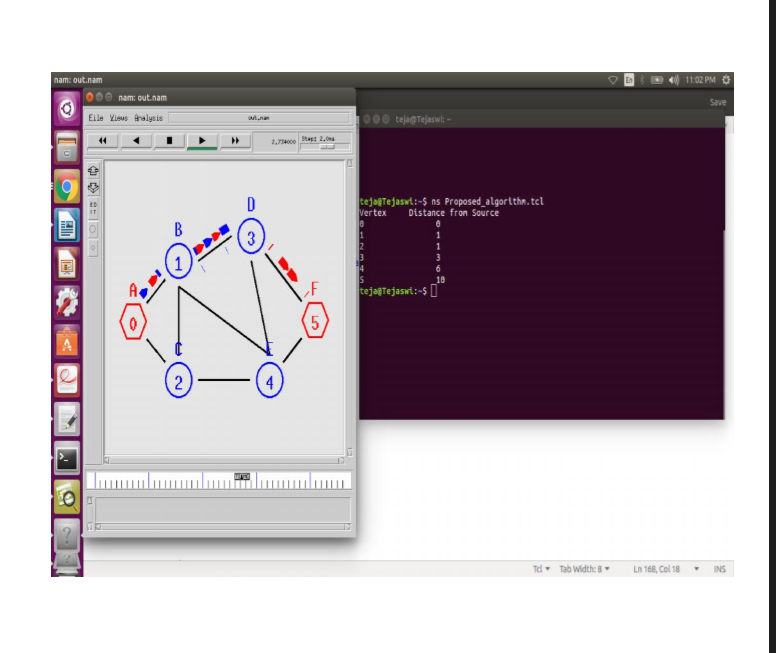 nam: out.nam
En
11:02 PM
nam: out.nam
Save
File Views Analysis
out.nam
teja@Tejaswi: ~
2.734000
Step: 2.0ms
ED
IT
teja@Tejaswi:~$ ns Proposed_algorithm.tcl
Vertex Distance from Source
0 0
1 1
2 1
3 3
4 6
5 10
teja@Tejaswi:~$
D
3
B
1
A
0
F
5
C
2
E
4
Tcl
Tab Width: 8
Ln 168, Col 18
INS